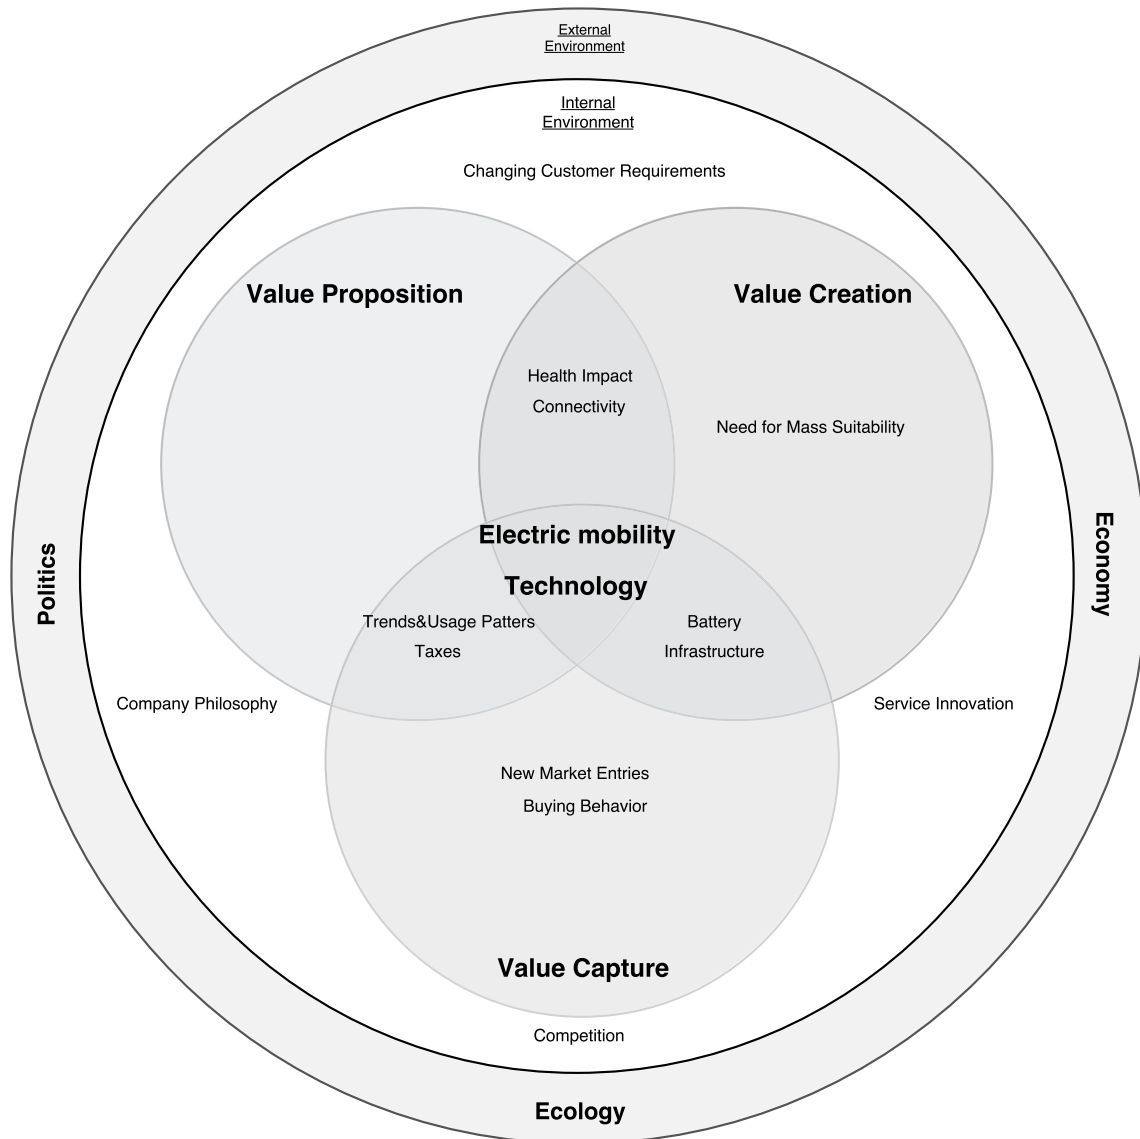 External
Environment
Internal
Environment
Changing Customer Requirements
Value Proposition
Value Creation
Health Impact
Connectivity
Need for Mass Suitability
Electric mobility
Technology
Politics
Economy
Trends&Usage Patters
Battery
Taxes
Infrastructure
Company Philosophy
Service Innovation
New Market Entries
Buying Behavior
Value Capture
Competition
Ecology